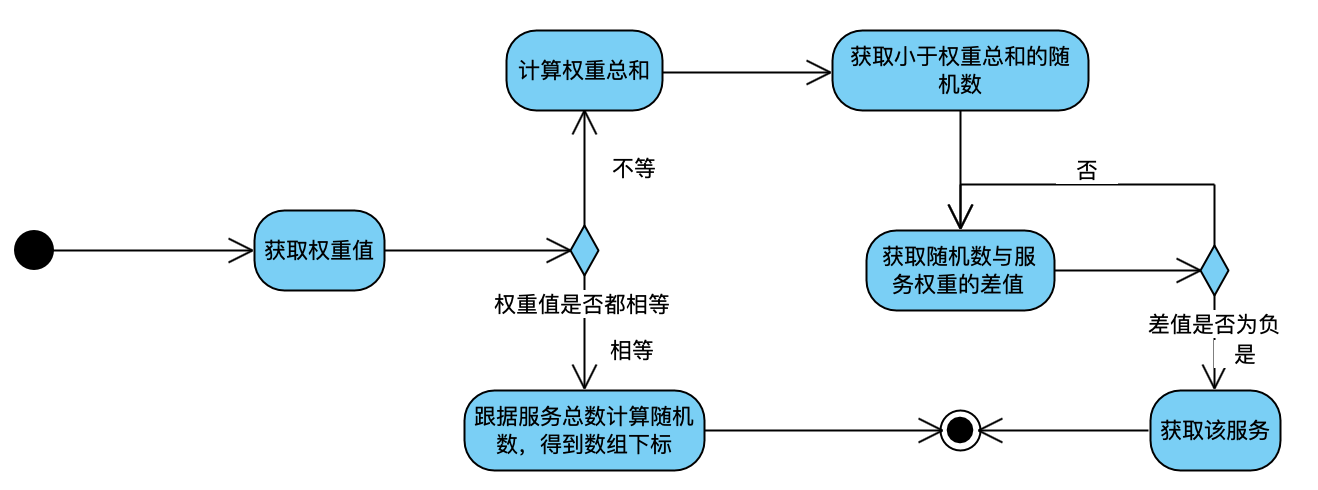 计算权重总和
获取小于权重总和的随
机数
不等
否
获取权重值
获取随机数与服
务权重的差值
权重值是否都相等
差值是否为负
相等
是
跟据服务总数计算随机
数，得到数组下标
获取该服务